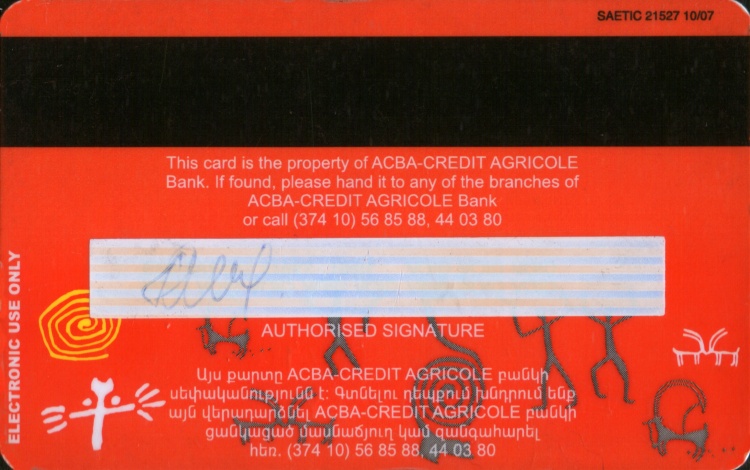 SAETIC 21527 10/07
This card is the property of ACBA-CREDIT AGRICOLE
Bank. If found, please hand it to any of the branches of
ACBA-CREDIT AGRICOLE Bank
or call (374 10) 56 85 88, 44 03 80
AUTHORISED SIGNATURE
ELECTRONIC USE ONLY
Այս քարտը ACBA-CREDIT AGRICOLE բանկի
սեփականությունն է: Գտնելու դեպքում խնդրում ենք
այն վերադարձնել ACBA-CREDIT AGRICOLE բանկի
ցանկացած մասնաճյուղ կամ զանգահարել
հեռ. (374 10) 56 85 88, 44 03 80